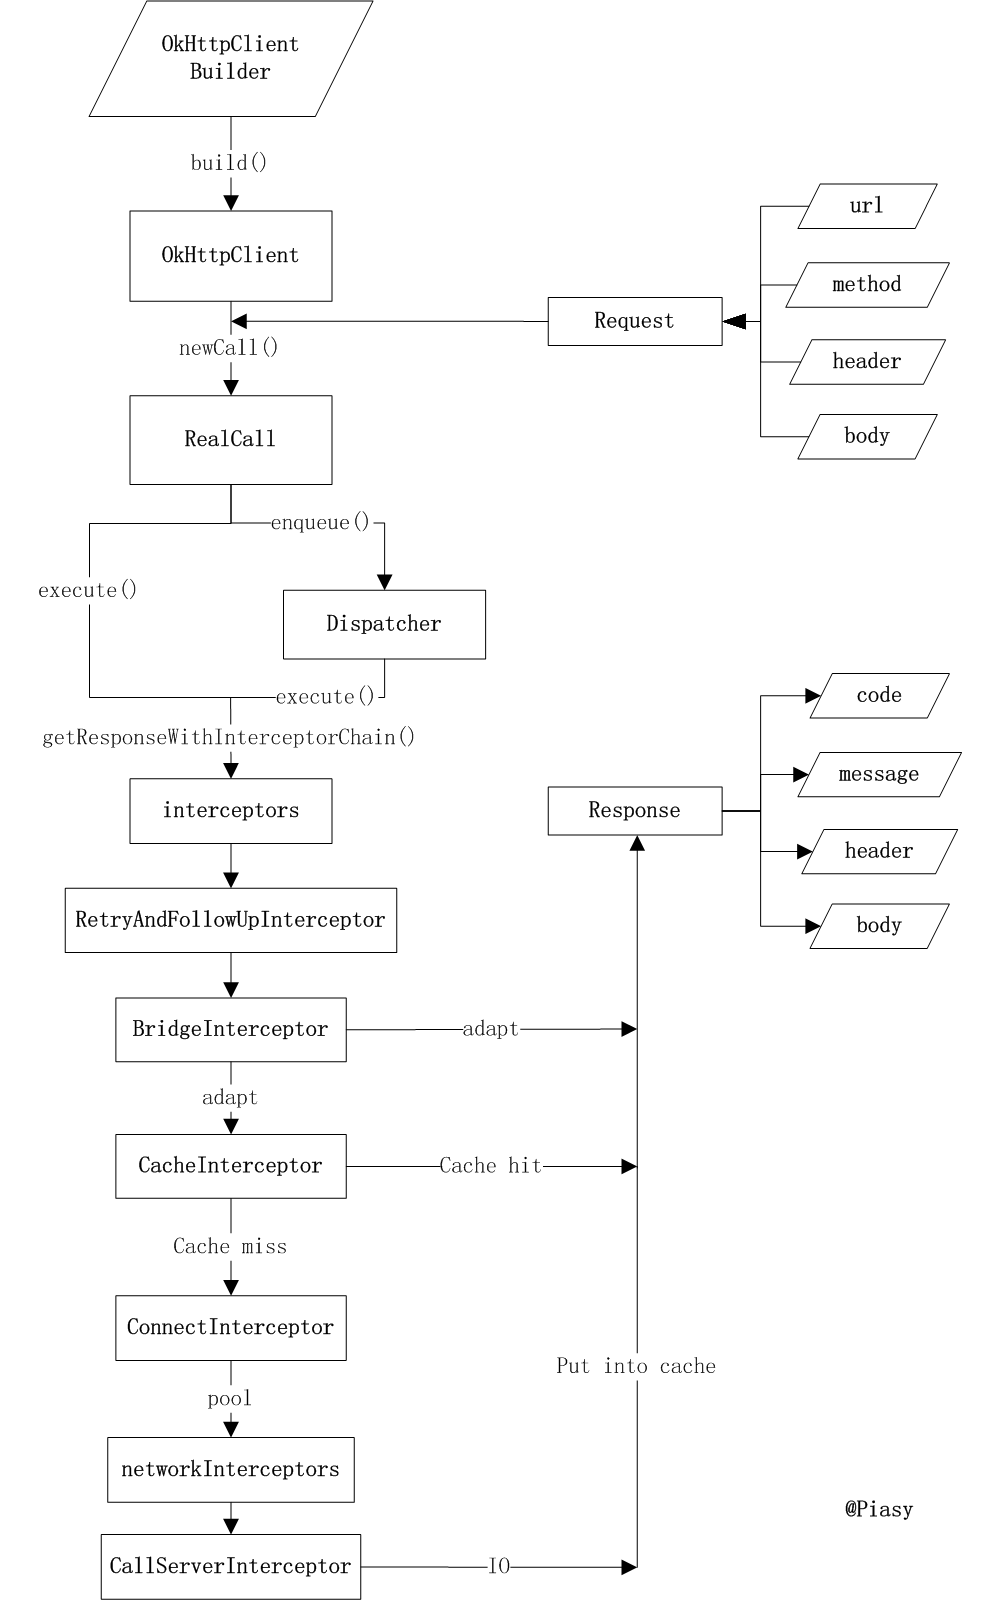 OkHttpClient
Builder
build()
url
OkHttpClient
method
Request
newCall()
header
RealCall
body
enqueue()
execute()
Dispatcher
execute()
code
getResponseWithInterceptorChain()
message
interceptors
Response
header
RetryAndFollowUpInterceptor
body
BridgeInterceptor
adapt
adapt
CacheInterceptor
Cache hit
Cache miss
ConnectInterceptor
Put into cache
pool
networkInterceptors
@Piasy
CallServerInterceptor
IO